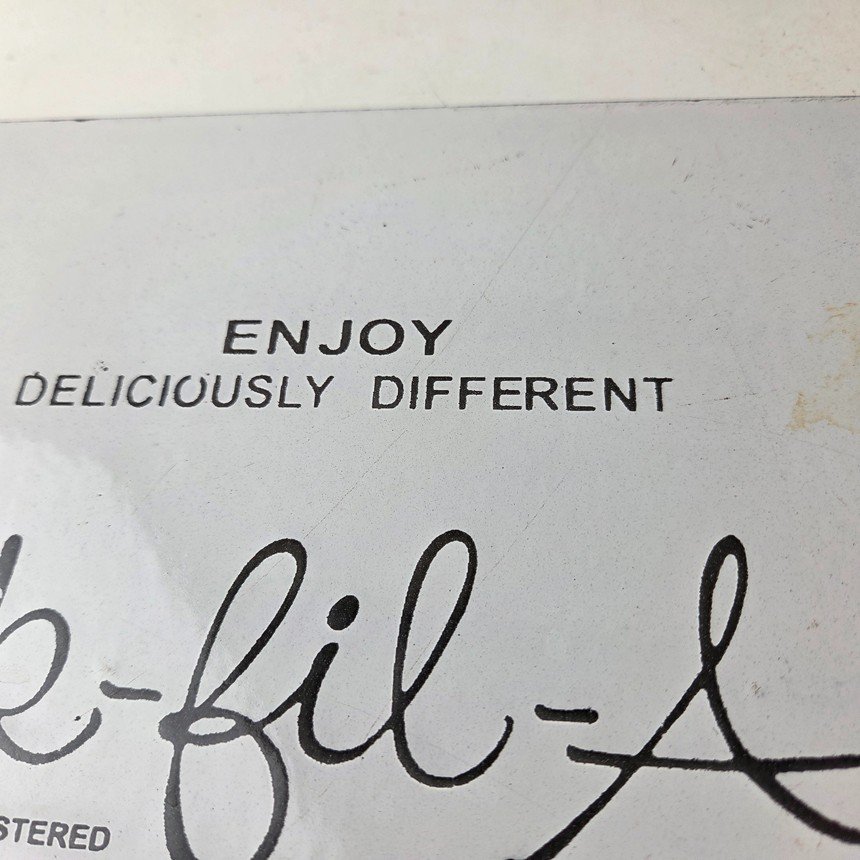 ENJOY
DELICIOUSLY DIFFERENT
k-fil-A
STERED